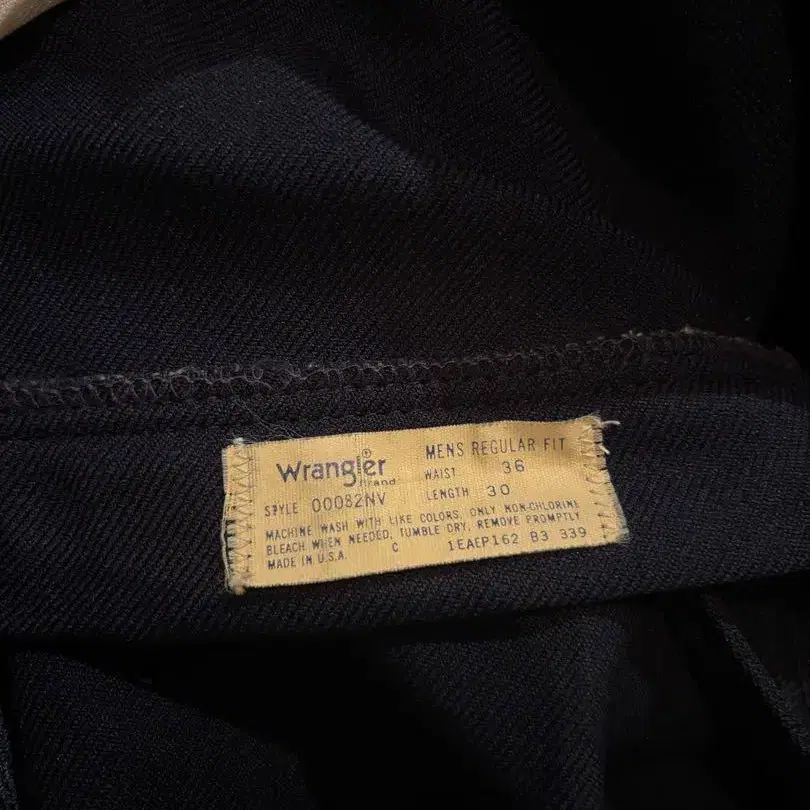 Wrangler®
Brand
MENS REGULAR FIT
WAIST 36
STYLE 00082NV
LENGTH 30
MACHINE WASH WITH LIKE COLORS, ONLY NON-CHLORINE
BLEACH WHEN NEEDED, TUMBLE DRY, REMOVE PROMPTLY
MADE IN U.S.A. C 1EAEP162 B3 339